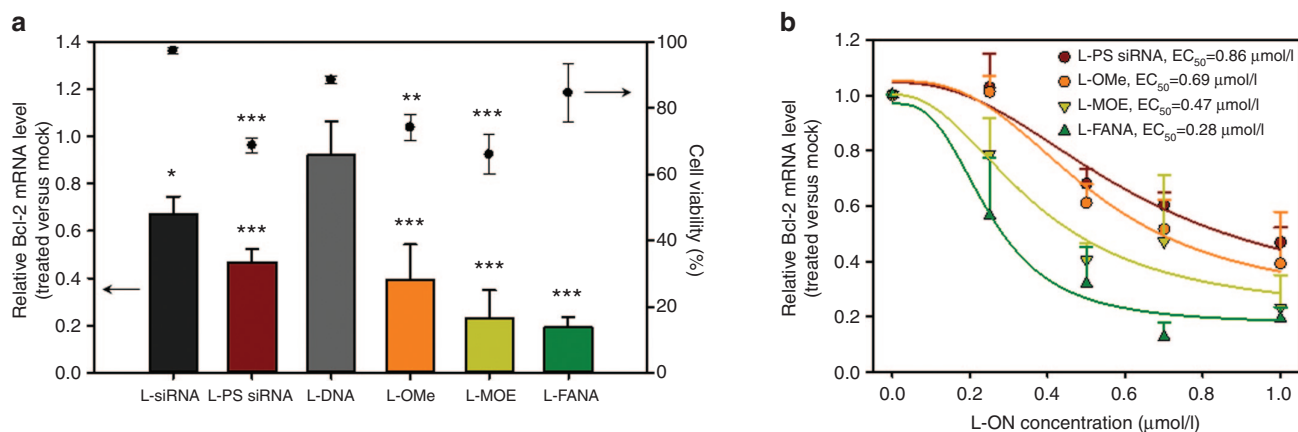 a
Relative Bcl-2 mRNA level
(treated versus mock)
1.4
1.2
1.0
0.8
0.6
0.4
0.2
0.0
*
***
***
**
***
***
***
***
100
80
60
40
20
0
Cell viability (%)
L-siRNA
L-PS siRNA
L-DNA
L-OMe
L-MOE
L-FANA
b
Relative Bcl-2 mRNA level
(treated versus mock)
1.2
1.0
0.8
0.6
0.4
0.2
0.0
L-PS siRNA, EC50=0.86 μmol/l
L-OMe, EC50=0.69 μmol/l
L-MOE, EC50=0.47 μmol/l
L-FANA, EC50=0.28 μmol/l
0.0
0.2
0.4
0.6
0.8
1.0
L-ON concentration (μmol/l)